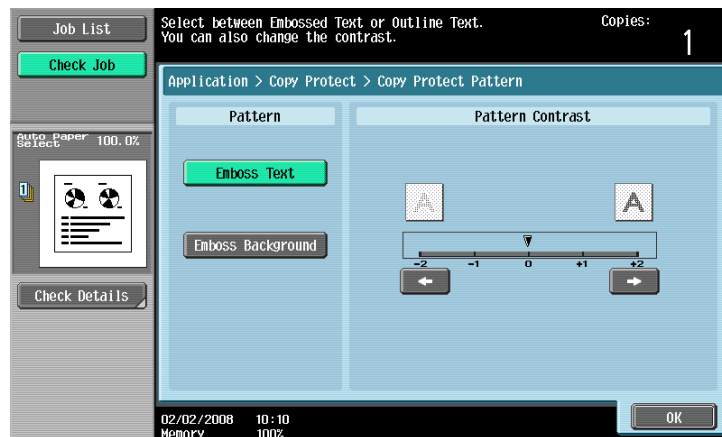 Job List
Check Job
Select between Embossed Text or Outline Text.
You can also change the contrast.
Copies:
1
Application > Copy Protect > Copy Protect Pattern
Auto Paper
Select
100.0%
1
Check Details
Pattern
Emboss Text
Emboss Background
Pattern Contrast
A A
-2 -1 0 +1 +2
OK
02/02/2008 10:10
Memory 100%